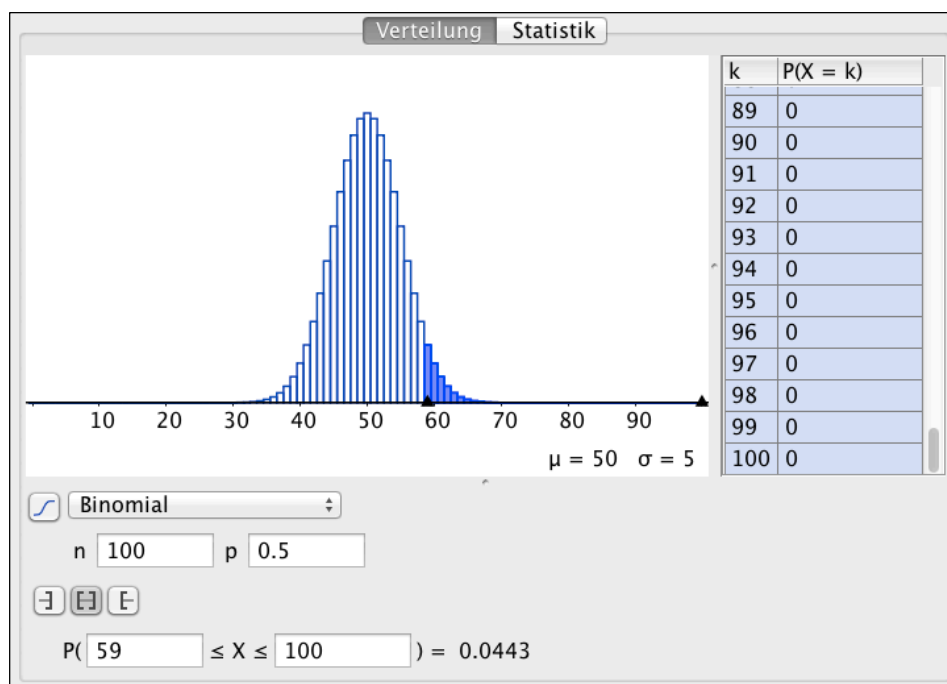 Verteilung Statistik
k P(X = k)
89 0
90 0
91 0
92 0
93 0
94 0
95 0
96 0
97 0
98 0
99 0
100 0
10 20 30 40 50 60 70 80 90
μ = 50 σ = 5
Binomial
n 100 p 0.5
P( 59 ≤ X ≤ 100 ) = 0.0443